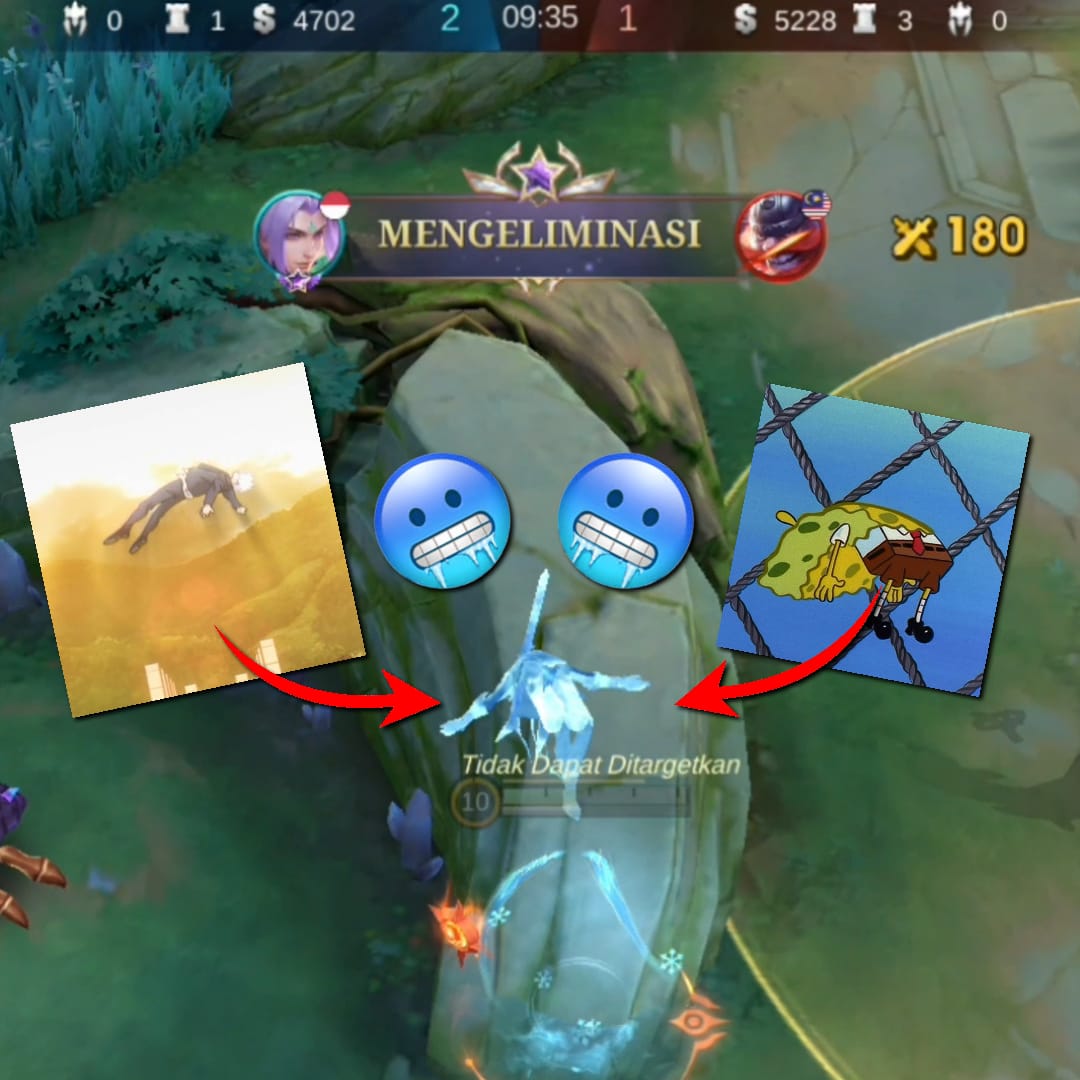 0 1 4702 2 09:35 1 5228 3 0
MENGELIMINASI
180
Tidak Dapat Ditargetkan
10